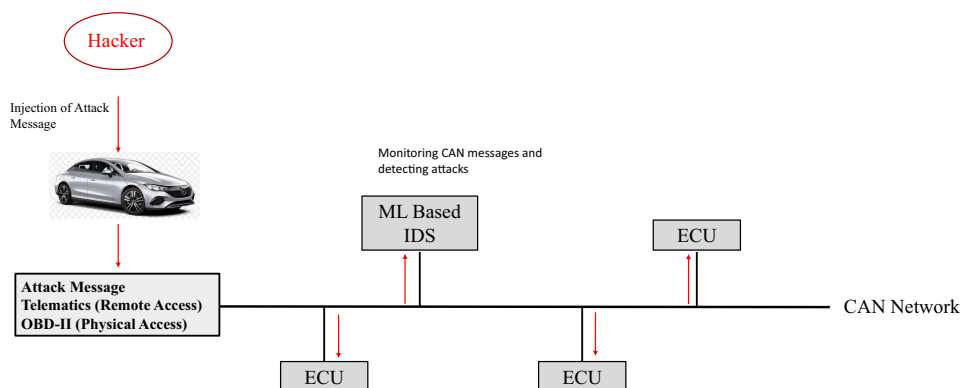 Hacker
Injection of Attack
Message
Monitoring CAN messages and
detecting attacks
ML Based
IDS
ECU
Attack Message
Telematics (Remote Access)
OBD-II (Physical Access)
CAN Network
ECU
ECU